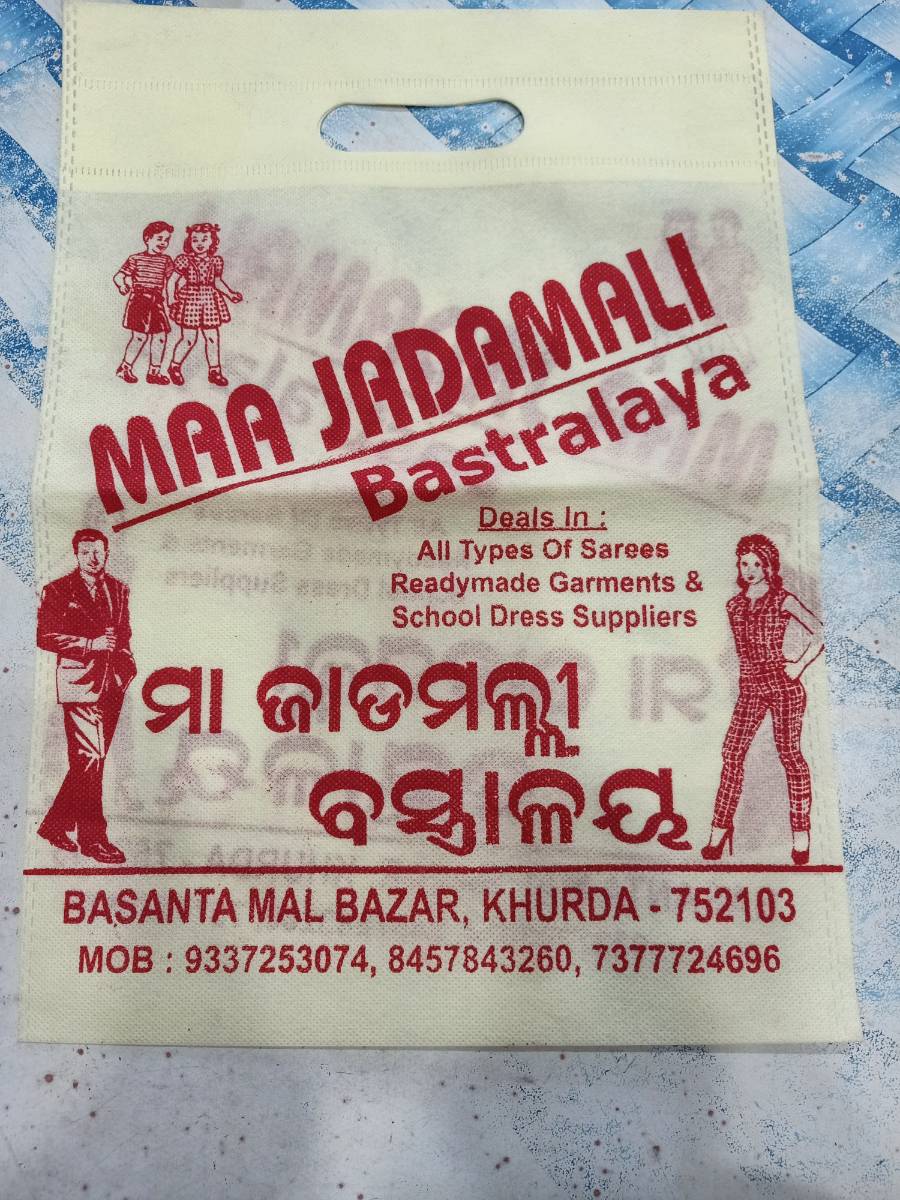 MAA JADAMALI
Bastralaya
Deals In :
All Types Of Sarees
Readymade Garments &
School Dress Suppliers
ମା ଜାଡମଲ୍ଲୀ
ବସ୍ତ୍ରାଳୟ
BASANTA MAL BAZAR, KHURDA - 752103
MOB : 9337253074, 8457843260, 7377724696